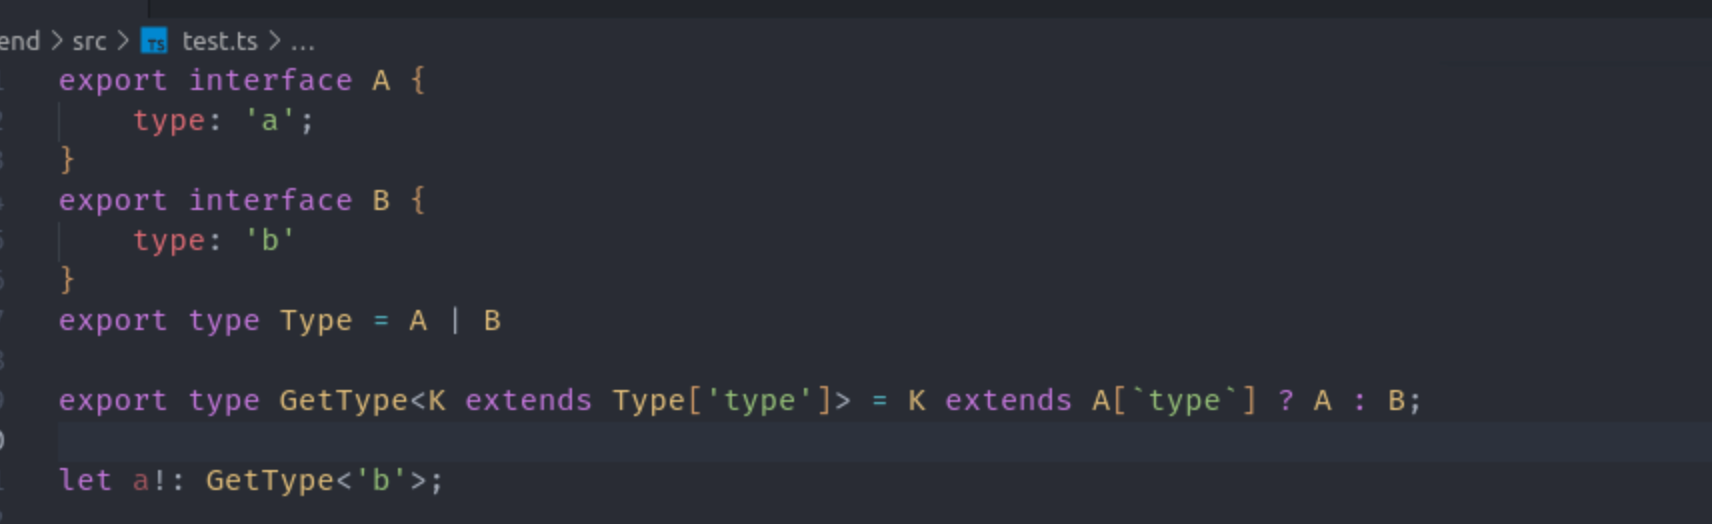 end > src > TS test.ts > ...
export interface A {
    type: 'a';
}
export interface B {
    type: 'b'
}
export type Type = A | B
export type GetType<K extends Type['type']> = K extends A[`type`] ? A : B;
let a!: GetType<'b'>;